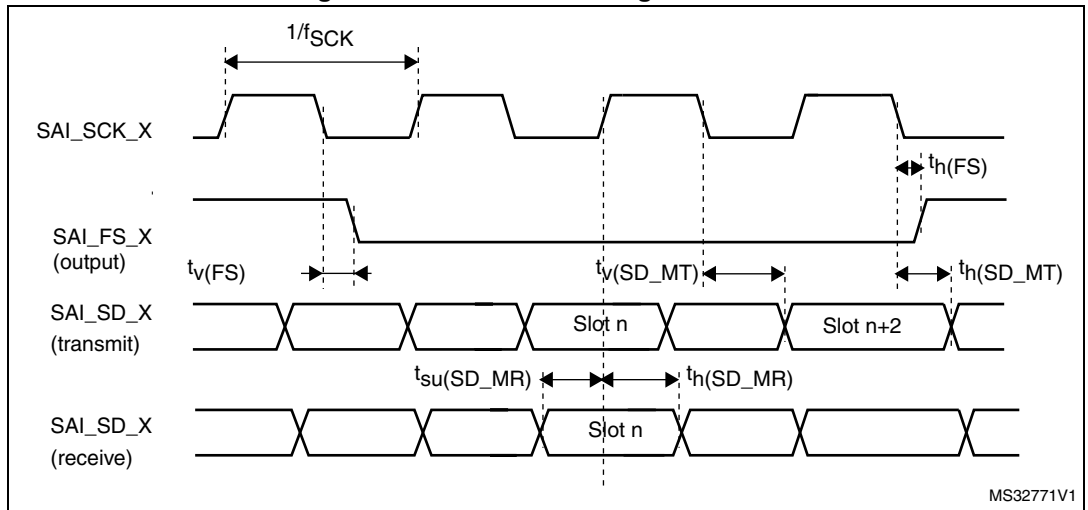 1/fSCK
SAI_SCK_X
th(FS)
SAI_FS_X
(output)
tv(FS)
tv(SD_MT)
th(SD_MT)
SAI_SD_X
(transmit)
Slot n
Slot n+2
tsu(SD_MR)
th(SD_MR)
SAI_SD_X
(receive)
Slot n
MS32771V1